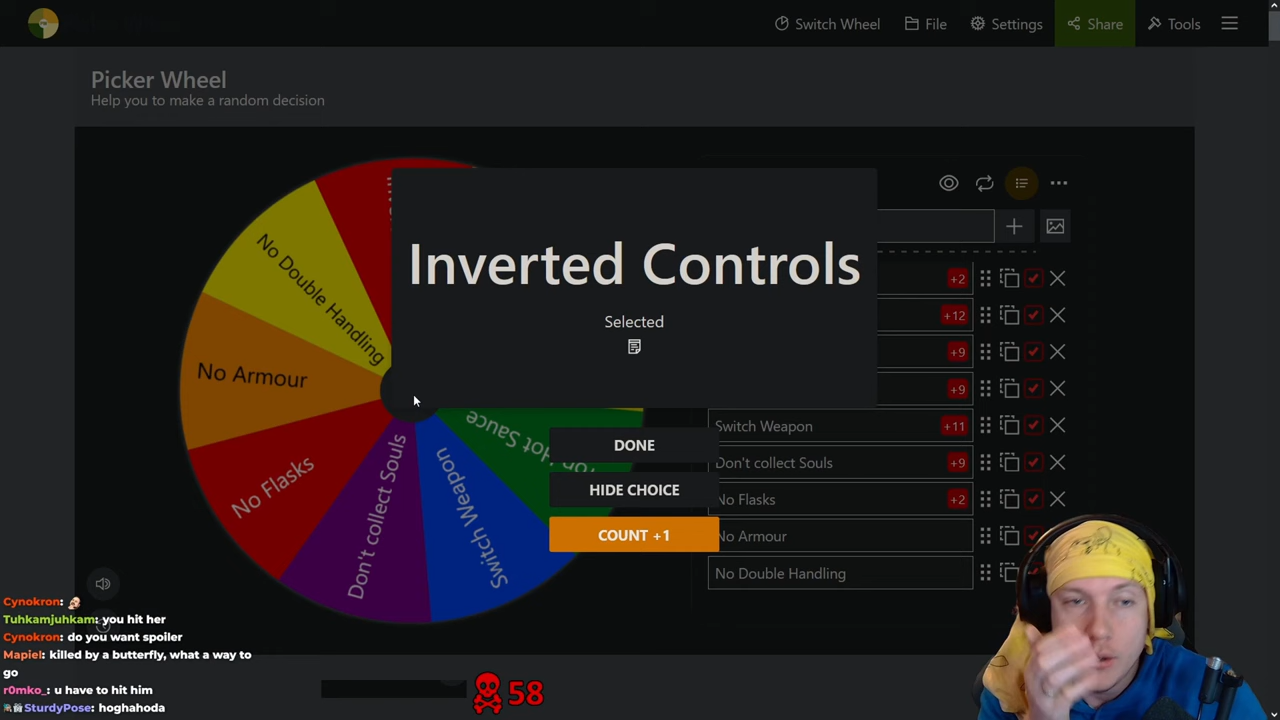 Switch Wheel
File
Settings
Share
Tools
Picker Wheel
Help you to make a random decision
No Double Handling
No Armour
No Flasks
Don't collect Souls
Switch Weapon
Hot Sauce
Inverted Controls
Selected
DONE
HIDE CHOICE
COUNT +1
+2
+12
+9
+9
Switch Weapon +11
Don't collect Souls +9
No Flasks +2
No Armour
No Double Handling
Cynokron:
Tuhkamjuhkam: you hit her
Cynokron: do you want spoiler
Mapiel: killed by a butterfly, what a way to
go
r0mko_: u have to hit him
SturdyPose: hoghahoda
58